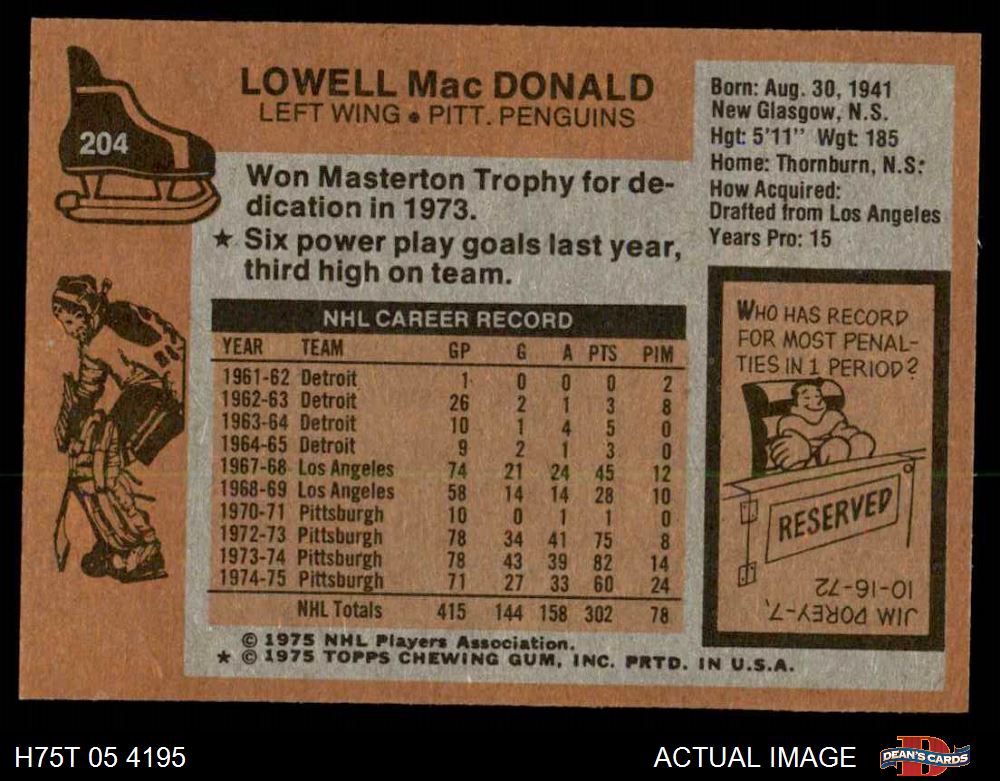 204
LOWELL Mac DONALD
LEFT WING • PITT. PENGUINS
Won Masterton Trophy for de-
dication in 1973.
★ Six power play goals last year,
third high on team.
Born: Aug. 30, 1941
New Glasgow, N.S.
Hgt: 5'11" Wgt: 185
Home: Thornburn, N.S.
How Acquired:
Drafted from Los Angeles
Years Pro: 15
NHL CAREER RECORD
YEAR TEAM GP G A PTS PIM
1961-62 Detroit 1 0 0 0 2
1962-63 Detroit 26 2 1 3 8
1963-64 Detroit 10 1 4 5 0
1964-65 Detroit 9 2 1 3 0
1967-68 Los Angeles 74 21 24 45 12
1968-69 Los Angeles 58 14 14 28 10
1970-71 Pittsburgh 10 0 1 1 0
1972-73 Pittsburgh 78 34 41 75 8
1973-74 Pittsburgh 78 43 39 82 14
1974-75 Pittsburgh 71 27 33 60 24
NHL Totals 415 144 158 302 78
WHO HAS RECORD
FOR MOST PENAL-
TIES IN 1 PERIOD?
RESERVED
JIM DOREY-7,
10-16-72
© 1975 NHL Players Association.
★ © 1975 TOPPS CHEWING GUM, INC. PRTD. IN U.S.A.
H75T 05 4195
ACTUAL IMAGE
DEAN'S CARDS